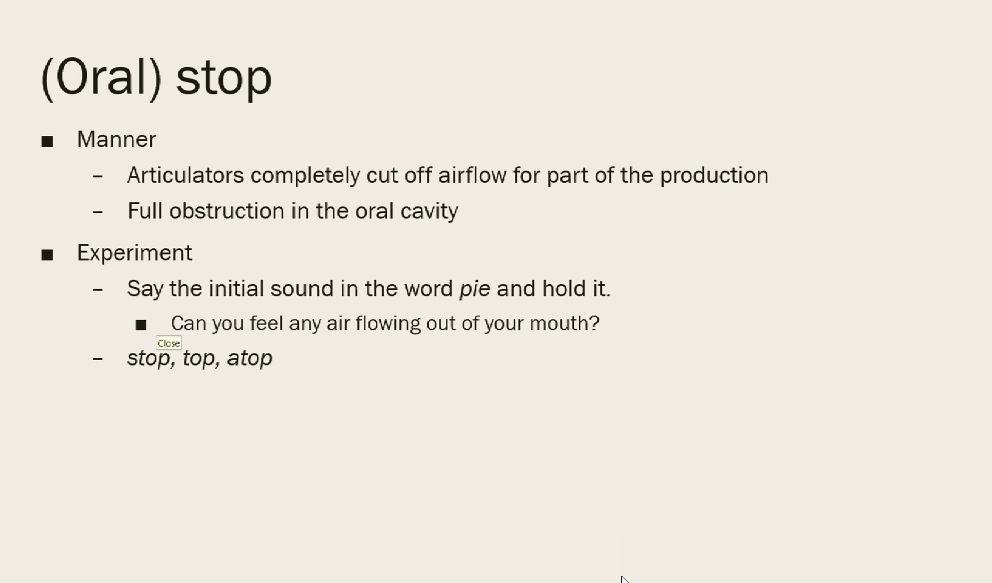 (Oral) stop
■ Manner
– Articulators completely cut off airflow for part of the production
– Full obstruction in the oral cavity
■ Experiment
– Say the initial sound in the word pie and hold it.
■ Can you feel any air flowing out of your mouth?
Close
– stop, top, atop